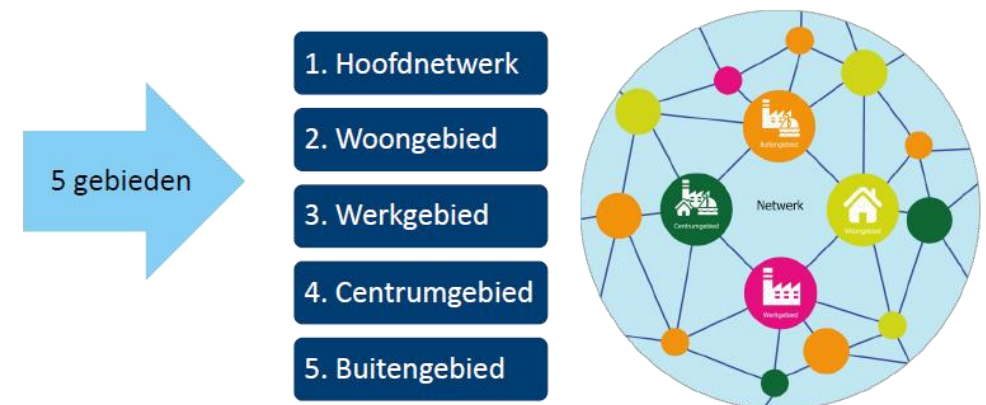 5 gebieden
1. Hoofdnetwerk
2. Woongebied
3. Werkgebied
4. Centrumgebied
5. Buitengebied
Buitengebied
Centrumgebied
Netwerk
Woongebied
Werkgebied